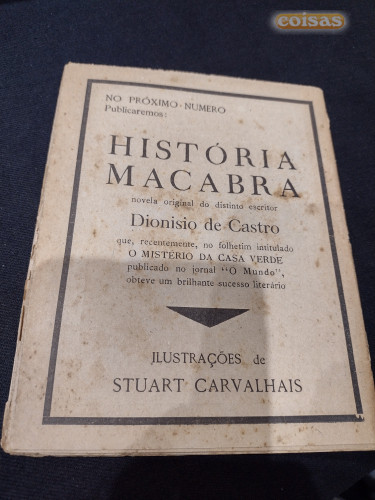 coisas
NO PRÓXIMO NUMERO
Publicaremos:
HISTÓRIA
MACABRA
novela original do distinto escritor
Dionisio de Castro
que, recentemente, no folhetim intitulado
O MISTÉRIO DA CASA VERDE
publicado no jornal "O Mundo",
obteve um brilhante sucesso literário
ILUSTRAÇÕES de
STUART CARVALHAIS